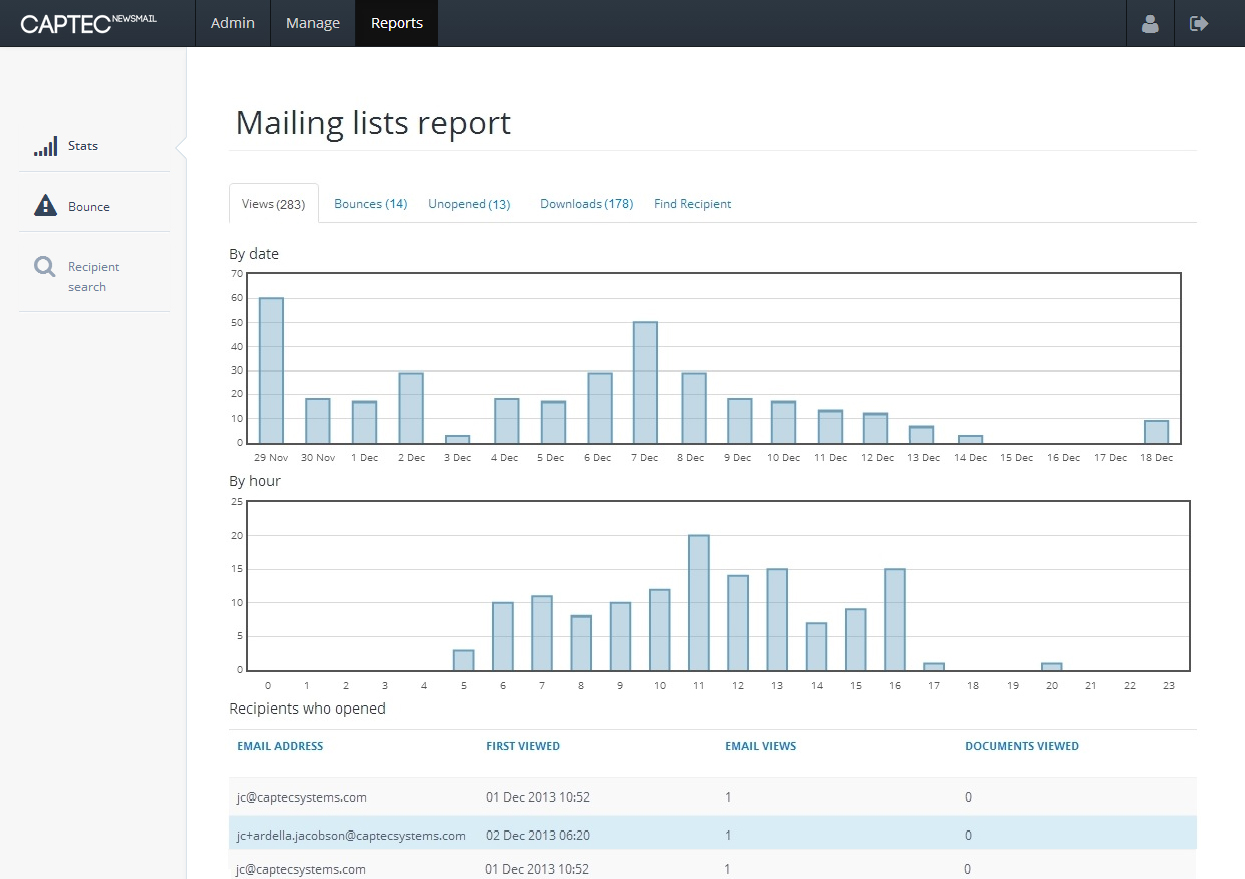 CAPTEC NEWSMAIL Admin Manage Reports
Stats
Bounce
Recipient
search
Mailing lists report
Views (283) Bounces (14) Unopened (13) Downloads (178) Find Recipient
By date
70
60
50
40
30
20
10
0
29 Nov 30 Nov 1 Dec 2 Dec 3 Dec 4 Dec 5 Dec 6 Dec 7 Dec 8 Dec 9 Dec 10 Dec 11 Dec 12 Dec 13 Dec 14 Dec 15 Dec 16 Dec 17 Dec 18 Dec
By hour
25
20
15
10
5
0
0 1 2 3 4 5 6 7 8 9 10 11 12 13 14 15 16 17 18 19 20 21 22 23
Recipients who opened
EMAIL ADDRESS FIRST VIEWED EMAIL VIEWS DOCUMENTS VIEWED
jc@captecsystems.com 01 Dec 2013 10:52 1 0
jc+ardella.jacobson@captecsystems.com 02 Dec 2013 06:20 1 0
jc@captecsystems.com 01 Dec 2013 10:52 1 0